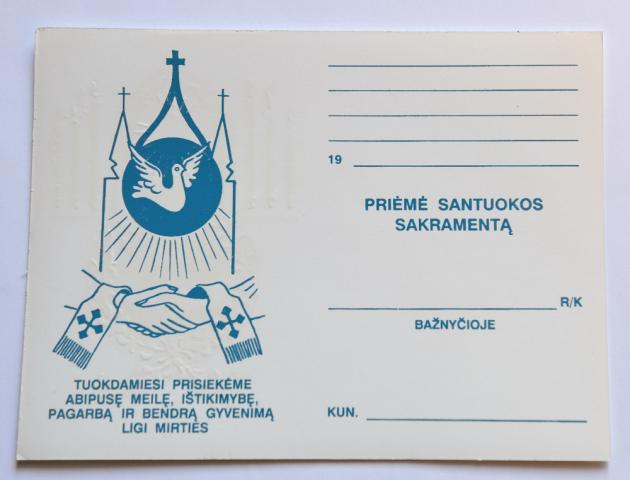 TUOKDAMIESI PRISIEKĖME
ABIPUSĘ MEILĘ, IŠTIKIMYBĘ,
PAGARBĄ IR BENDRĄ GYVENIMĄ
LIGI MIRTIES
19
PRIĖMĖ SANTUOKOS
SAKRAMENTĄ
R/K
BAŽNYČIOJE
KUN.